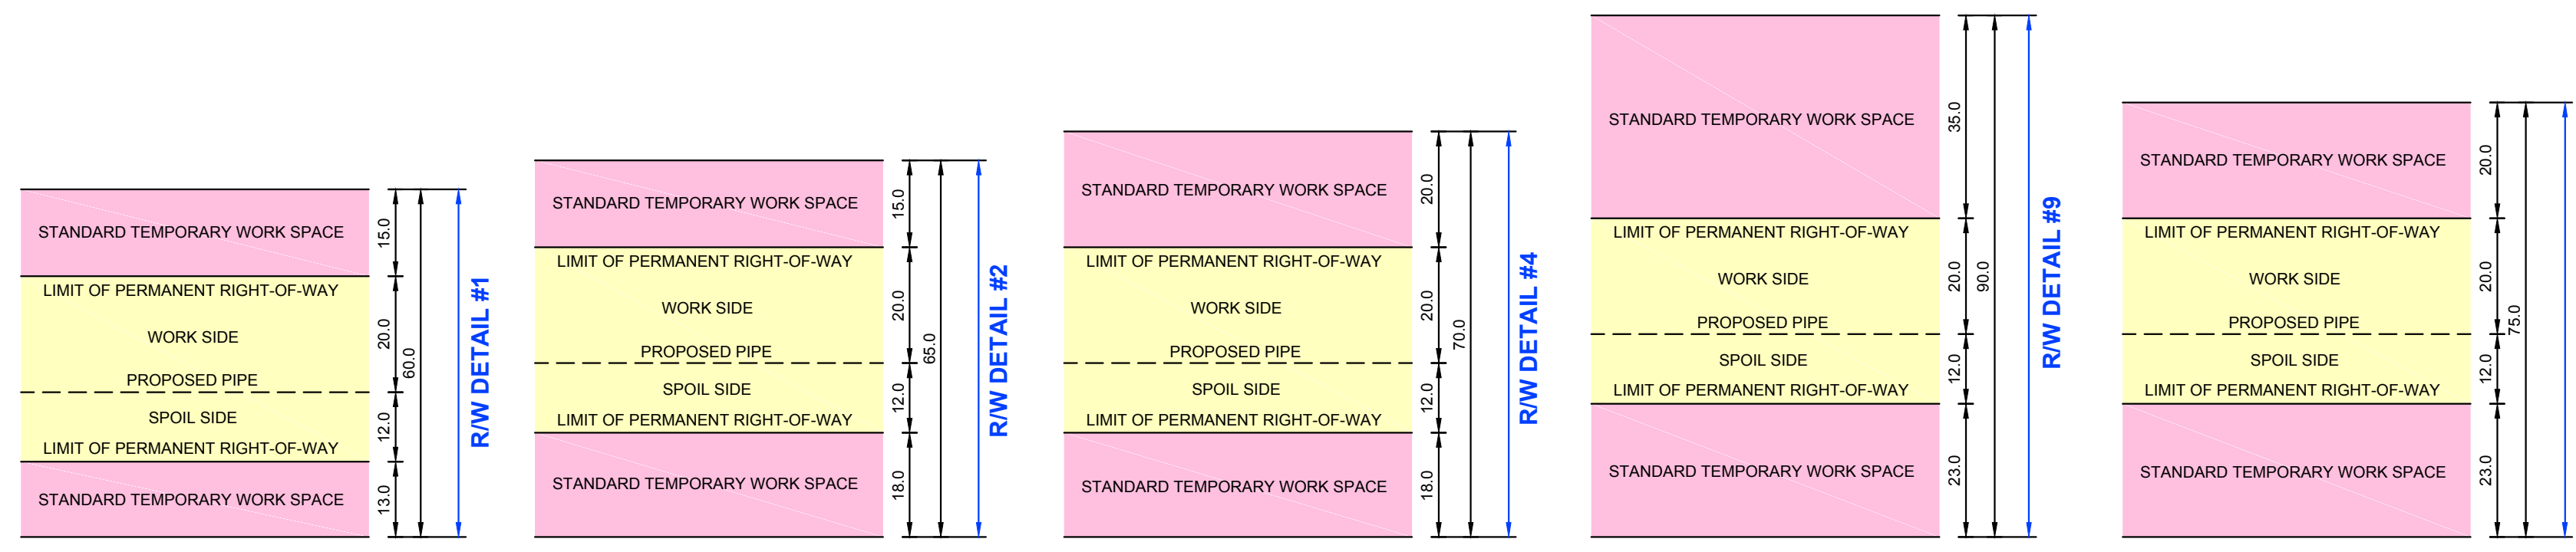 STANDARD TEMPORARY WORK SPACE
LIMIT OF PERMANENT RIGHT-OF-WAY
WORK SIDE
PROPOSED PIPE
SPOIL SIDE
LIMIT OF PERMANENT RIGHT-OF-WAY
STANDARD TEMPORARY WORK SPACE
15.0
20.0
12.0
13.0
60.0
R/W DETAIL #1
STANDARD TEMPORARY WORK SPACE
LIMIT OF PERMANENT RIGHT-OF-WAY
WORK SIDE
PROPOSED PIPE
SPOIL SIDE
LIMIT OF PERMANENT RIGHT-OF-WAY
STANDARD TEMPORARY WORK SPACE
15.0
20.0
12.0
18.0
65.0
R/W DETAIL #2
STANDARD TEMPORARY WORK SPACE
LIMIT OF PERMANENT RIGHT-OF-WAY
WORK SIDE
PROPOSED PIPE
SPOIL SIDE
LIMIT OF PERMANENT RIGHT-OF-WAY
STANDARD TEMPORARY WORK SPACE
20.0
20.0
12.0
18.0
70.0
R/W DETAIL #4
STANDARD TEMPORARY WORK SPACE
LIMIT OF PERMANENT RIGHT-OF-WAY
WORK SIDE
PROPOSED PIPE
SPOIL SIDE
LIMIT OF PERMANENT RIGHT-OF-WAY
STANDARD TEMPORARY WORK SPACE
35.0
20.0
12.0
23.0
90.0
R/W DETAIL #9
STANDARD TEMPORARY WORK SPACE
LIMIT OF PERMANENT RIGHT-OF-WAY
WORK SIDE
PROPOSED PIPE
SPOIL SIDE
LIMIT OF PERMANENT RIGHT-OF-WAY
STANDARD TEMPORARY WORK SPACE
20.0
20.0
12.0
23.0
75.0